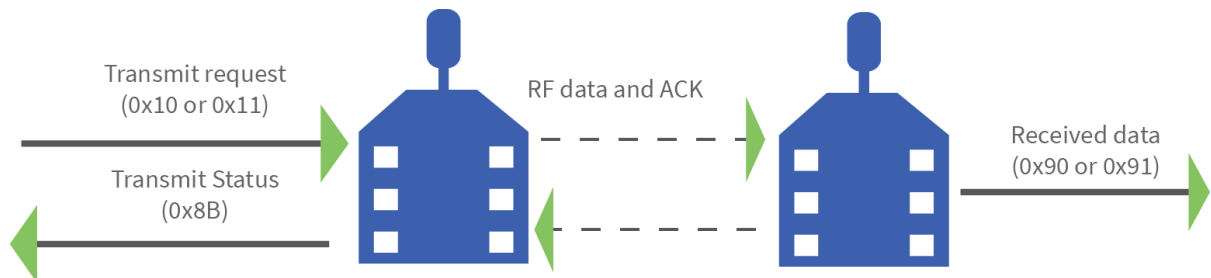 Transmit request
(0x10 or 0x11)
RF data and ACK
Received data
(0x90 or 0x91)
Transmit Status
(0x8B)